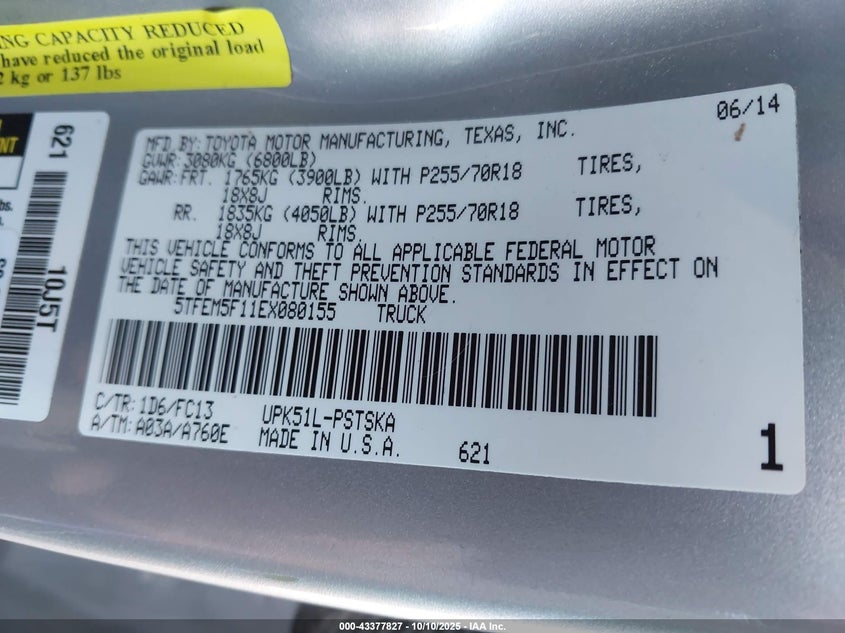 NG CAPACITY REDUCED
have reduced the original load
2 kg or 137 lbs
621
10J5T
06/14
MFD.BY: TOYOTA MOTOR MANUFACTURING, TEXAS, INC.
GVWR: 3080KG (6800LB)
GAWR: FRT. 1765KG (3900LB) WITH P255/70R18 TIRES,
18X8J RIMS.
RR. 1835KG (4050LB) WITH P255/70R18 TIRES,
18X8J RIMS.
THIS VEHICLE CONFORMS TO ALL APPLICABLE FEDERAL MOTOR
VEHICLE SAFETY AND THEFT PREVENTION STANDARDS IN EFFECT ON
THE DATE OF MANUFACTURE SHOWN ABOVE.
5TFEM5F11EX080155 TRUCK
C/TR: 1D6/FC13 UPK51L-PSTSKA
A/TM: A03A/A760E MADE IN U.S.A. 621
1
000-43377827 - 10/10/2025 - IAA Inc.